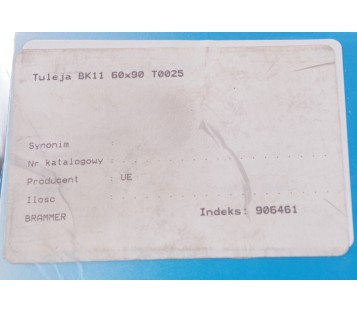 Tuleja BK11 60x90 T0025
Synonim :
Nr katalogowy :
Producent : UE
Ilosc
BRAMMER Indeks: 906461